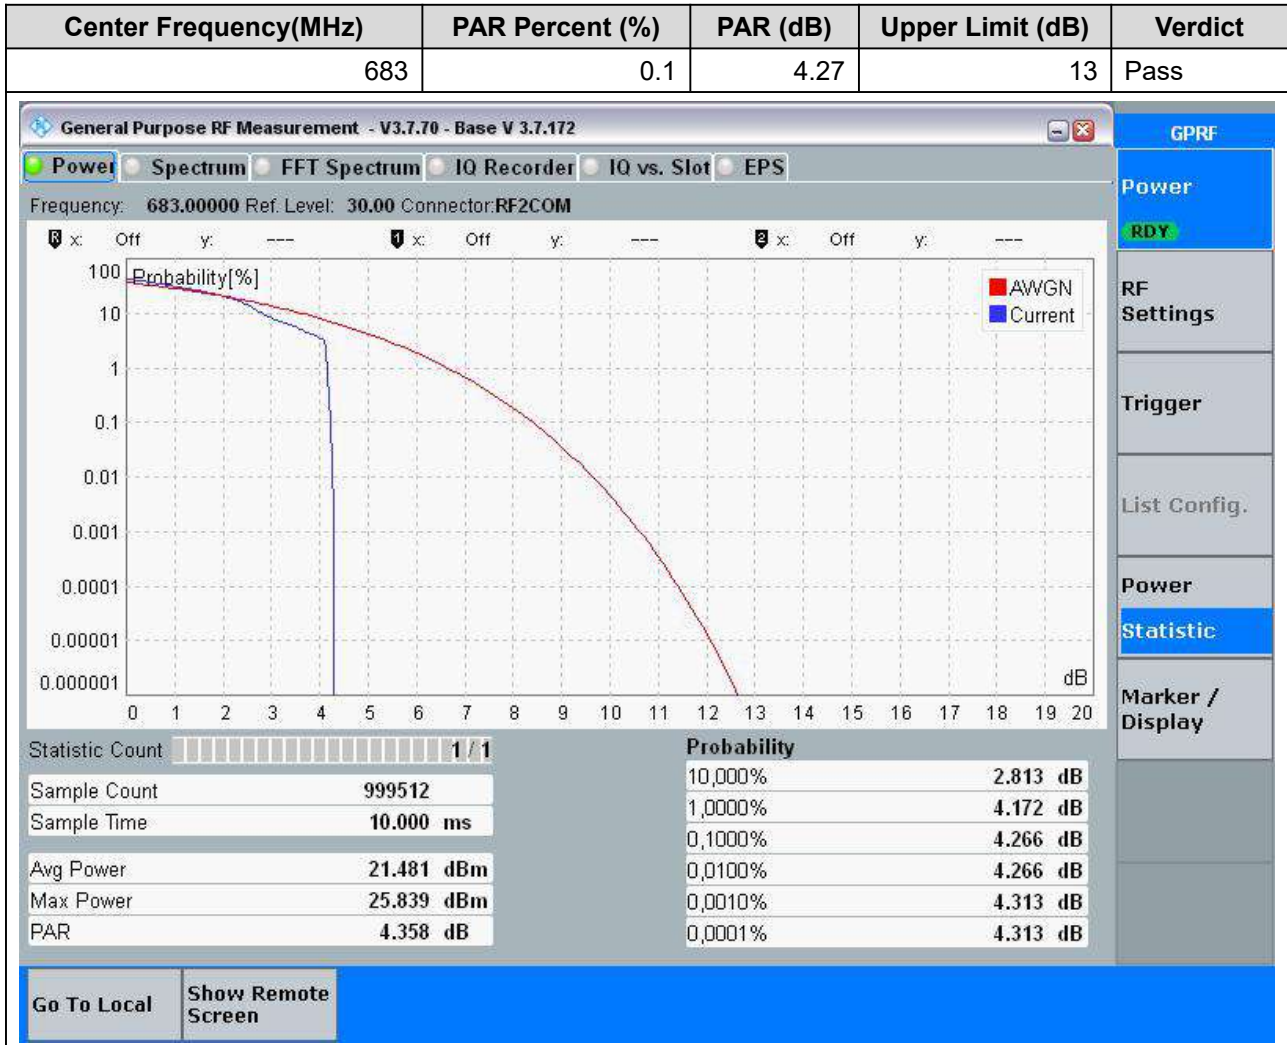 Center Frequency(MHz) PAR Percent (%) PAR (dB) Upper Limit (dB) Verdict
683 0.1 4.27 13 Pass
General Purpose RF Measurement - V3.7.70 - Base V 3.7.172
GPRF
Power Spectrum FFT Spectrum IQ Recorder IQ vs. Slot EPS
Power
RDY
Frequency: 683.00000 Ref. Level: 30.00 Connector:RF2COM
R x: Off y: --- 1 x: Off y: --- 2 x: Off y: ---
Probability[%]
AWGN
Current
100
10
1
0.1
0.01
0.001
0.0001
0.00001
0.000001
dB
0 1 2 3 4 5 6 7 8 9 10 11 12 13 14 15 16 17 18 19 20
RF
Settings
Trigger
List Config.
Power
Statistic
Marker /
Display
Statistic Count 1 / 1
Sample Count 999512
Sample Time 10.000 ms
Avg Power 21.481 dBm
Max Power 25.839 dBm
PAR 4.358 dB
Probability
10,000% 2.813 dB
1,0000% 4.172 dB
0,1000% 4.266 dB
0,0100% 4.266 dB
0,0010% 4.313 dB
0,0001% 4.313 dB
Go To Local
Show Remote
Screen